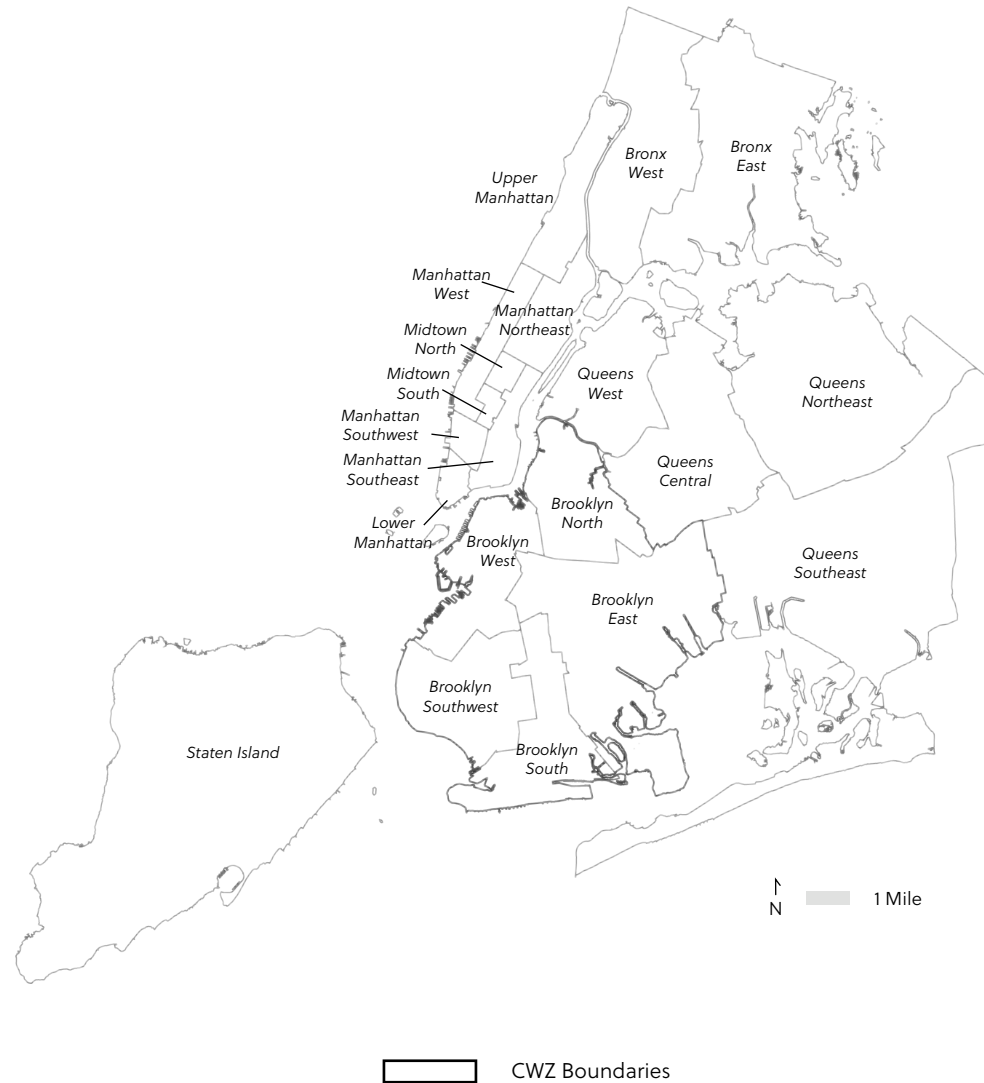 Bronx
West
Bronx
East
Upper
Manhattan
Manhattan
West
Manhattan
Northeast
Midtown
North
Midtown
South
Queens
West
Queens
Northeast
Manhattan
Southwest
Manhattan
Southeast
Queens
Central
Lower
Manhattan
Brooklyn
North
Brooklyn
West
Queens
Southeast
Brooklyn
East
Brooklyn
Southwest
Staten Island
Brooklyn
South
N
1 Mile
CWZ Boundaries